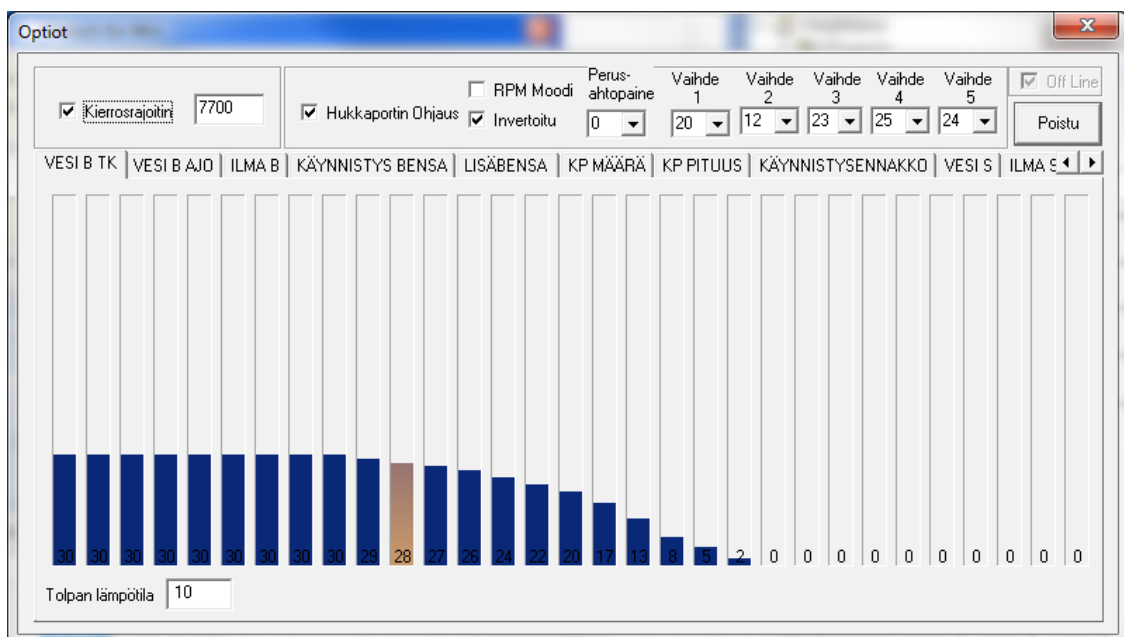 Optiot
Kierrosrajoitin 7700
Hukkaportin Ohjaus
RPM Moodi
Invertoitu
Perus-
ahtopaine
0
Vaihde
1
20
Vaihde
2
12
Vaihde
3
23
Vaihde
4
25
Vaihde
5
24
Off Line
Poistu
VESI B TK VESI B AJO ILMA B KÄYNNISTYS BENSA LISÄBENSA KP MÄÄRÄ KP PITUUS KÄYNNISTYSENNAKKO VESI S ILMA S
30 30 30 30 30 30 30 30 30 29 28 27 26 24 22 20 17 13 8 5 2 0 0 0 0 0 0 0 0 0 0
Tolpan lämpötila 10